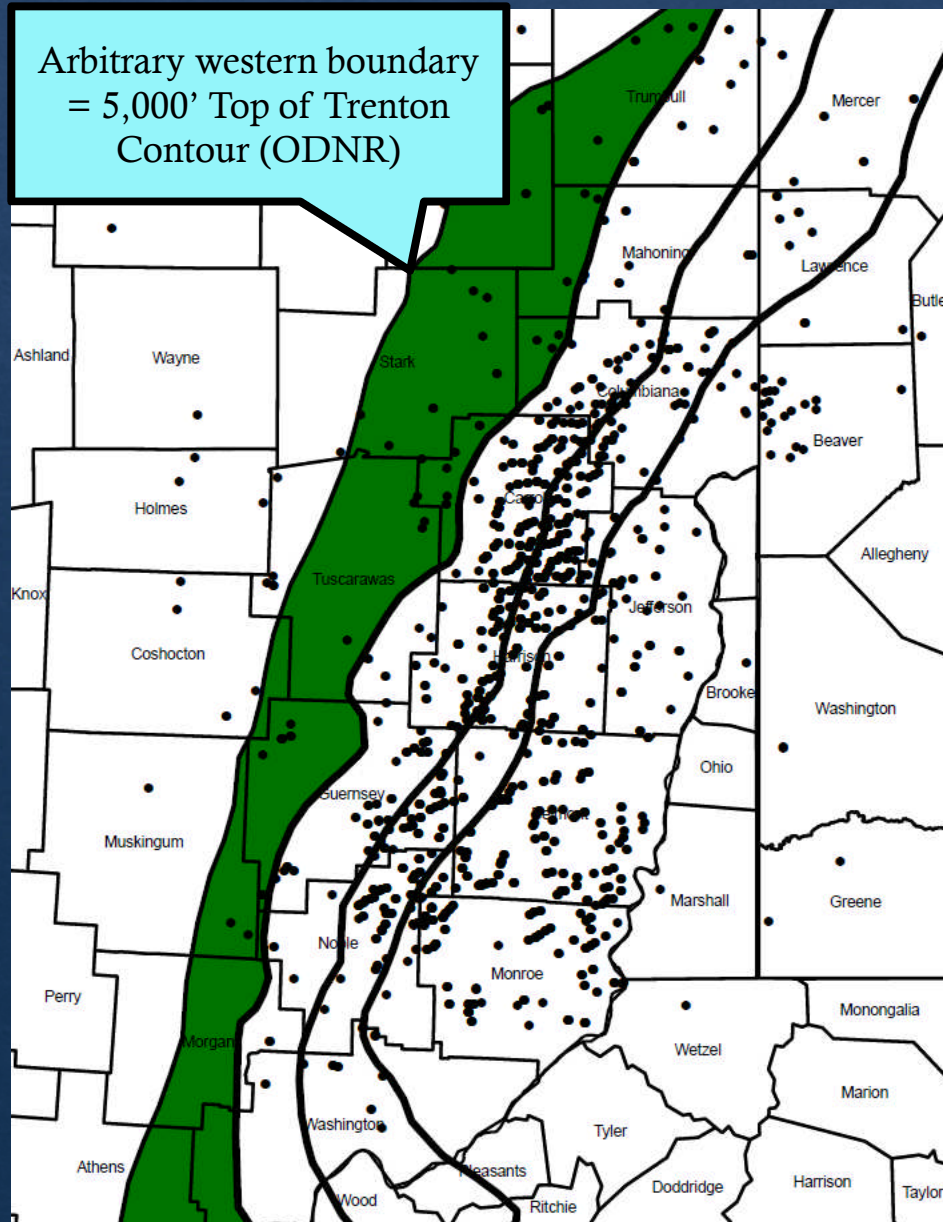 Arbitrary western boundary
= 5,000’ Top of Trenton
Contour (ODNR)
Trumbull
Mercer
Mahoning
Lawrence
Butle
Ashland
Wayne
Stark
Columbiana
Beaver
Holmes
Carroll
Allegheny
Knox
Tuscarawas
Jefferson
Coshocton
Harrison
Brooke
Washington
Ohio
Guernsey
Belmont
Muskingum
Marshall
Greene
Noble
Monroe
Perry
Monongalia
Morgan
Wetzel
Marion
Washington
Tyler
Athens
Pleasants
Doddridge
Harrison
Taylor
Wood
Ritchie